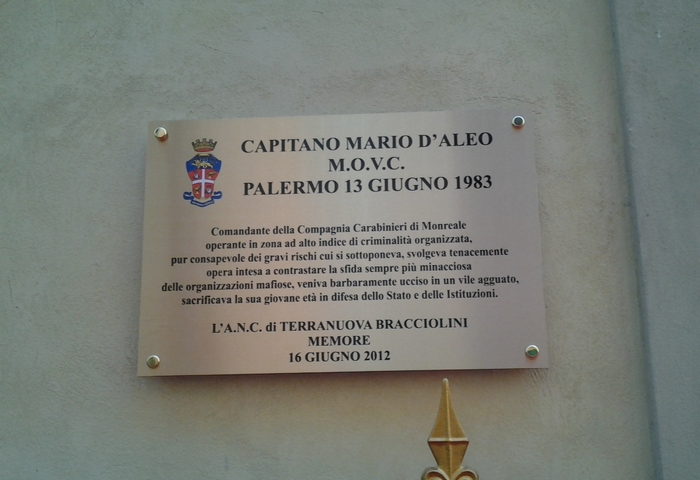 CAPITANO MARIO D'ALEO
M.O.V.C.
PALERMO 13 GIUGNO 1983
Comandante della Compagnia Carabinieri di Monreale
operante in zona ad alto indice di criminalità organizzata,
pur consapevole dei gravi rischi cui si sottoponeva, svolgeva tenacemente
opera intesa a contrastare la sfida sempre più minacciosa
delle organizzazioni mafiose, veniva barbaramente ucciso in un vile agguato,
sacrificava la sua giovane età in difesa dello Stato e delle Istituzioni.
L'A.N.C. di TERRANUOVA BRACCIOLINI
MEMORE
16 GIUGNO 2012